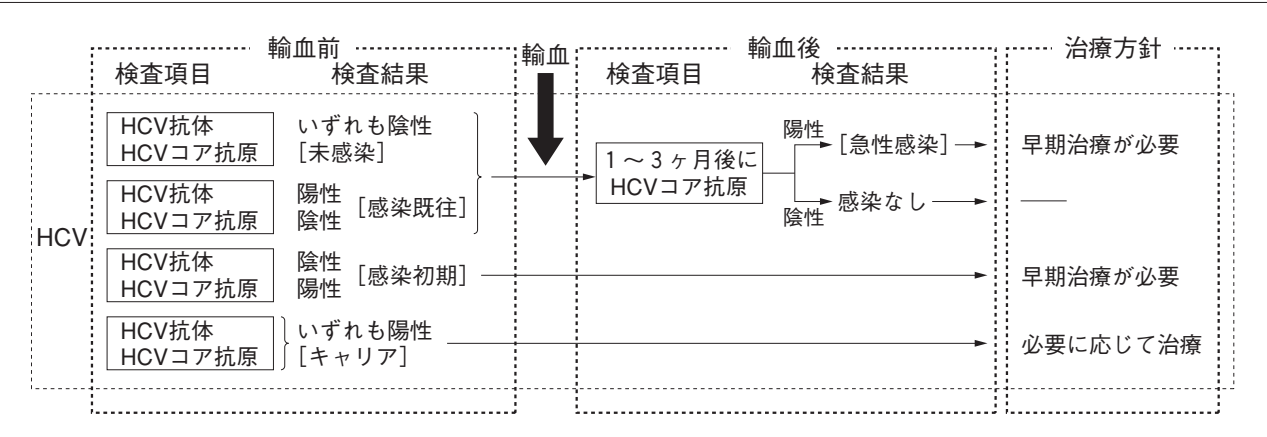 輸血前
輸血
輸血後
治療方針
検査項目
検査結果
検査項目
検査結果
HCV
HCV抗体
HCVコア抗原
いずれも陰性
[未感染]
HCV抗体
HCVコア抗原
陽性
陰性
[感染既往]
1～3ヶ月後に
HCVコア抗原
陽性
[急性感染]
早期治療が必要
陰性
感染なし
――
HCV抗体
HCVコア抗原
陰性
陽性
[感染初期]
早期治療が必要
HCV抗体
HCVコア抗原
いずれも陽性
[キャリア]
必要に応じて治療